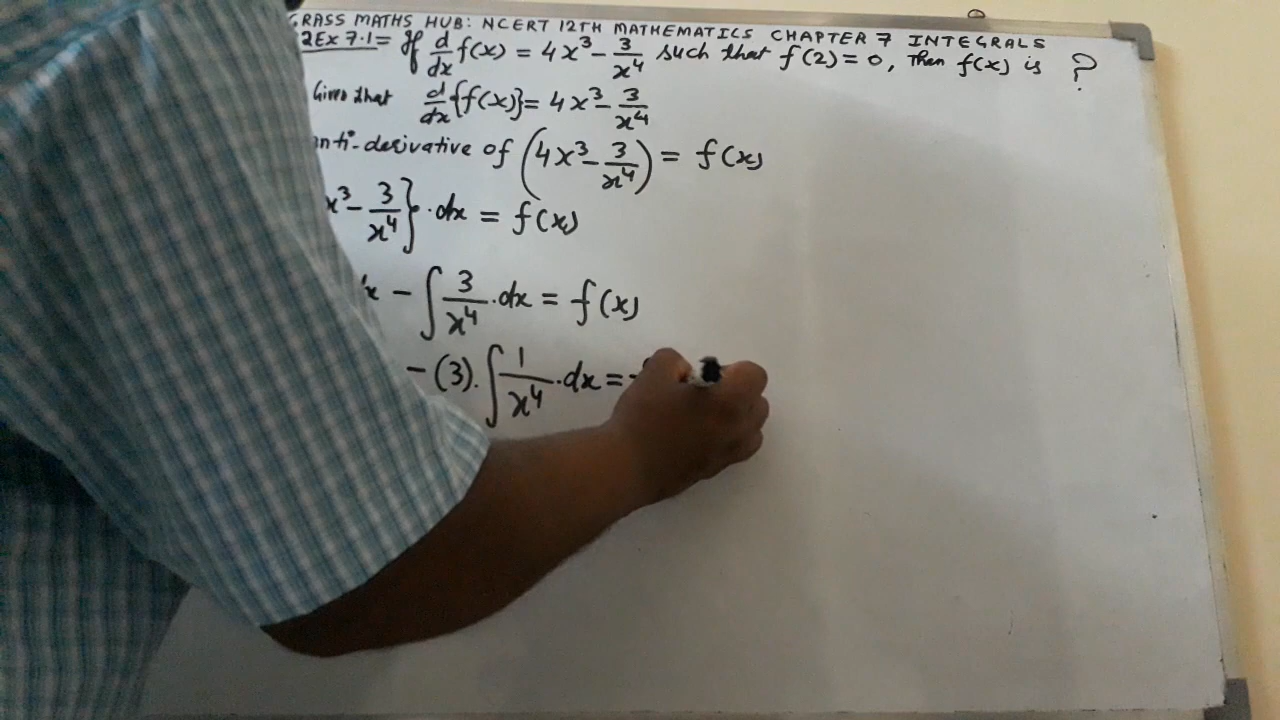 GRASS MATHS HUB: NCERT 12TH MATHEMATICS CHAPTER 7 INTEGRALS
2Ex 7.1= If d/dx f(x) = 4x³ - 3/x⁴ such that f(2)=0, Then f(x) is ?
Given that d/dx{f(x)} = 4x³ - 3/x⁴
anti-derivative of (4x³ - 3/x⁴) = f(x)
x³ - 3/x⁴}.dx = f(x)
x - ∫ 3/x⁴ .dx = f(x)
- (3). ∫ 1/x⁴ .dx =